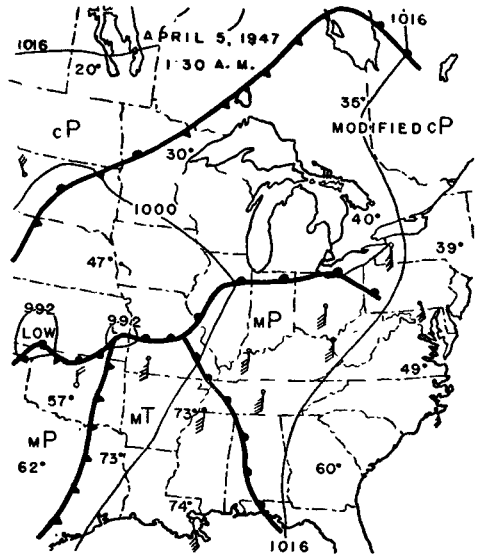 1016
APRIL 5, 1947
1016
20°
1:30 A.M.
35°
cP
MODIFIED cP
30°
1000
40°
39°
47°
992
992
LOW
mP
49°
57°
mT
73°
mP
62°
73°
60°
74°
1016